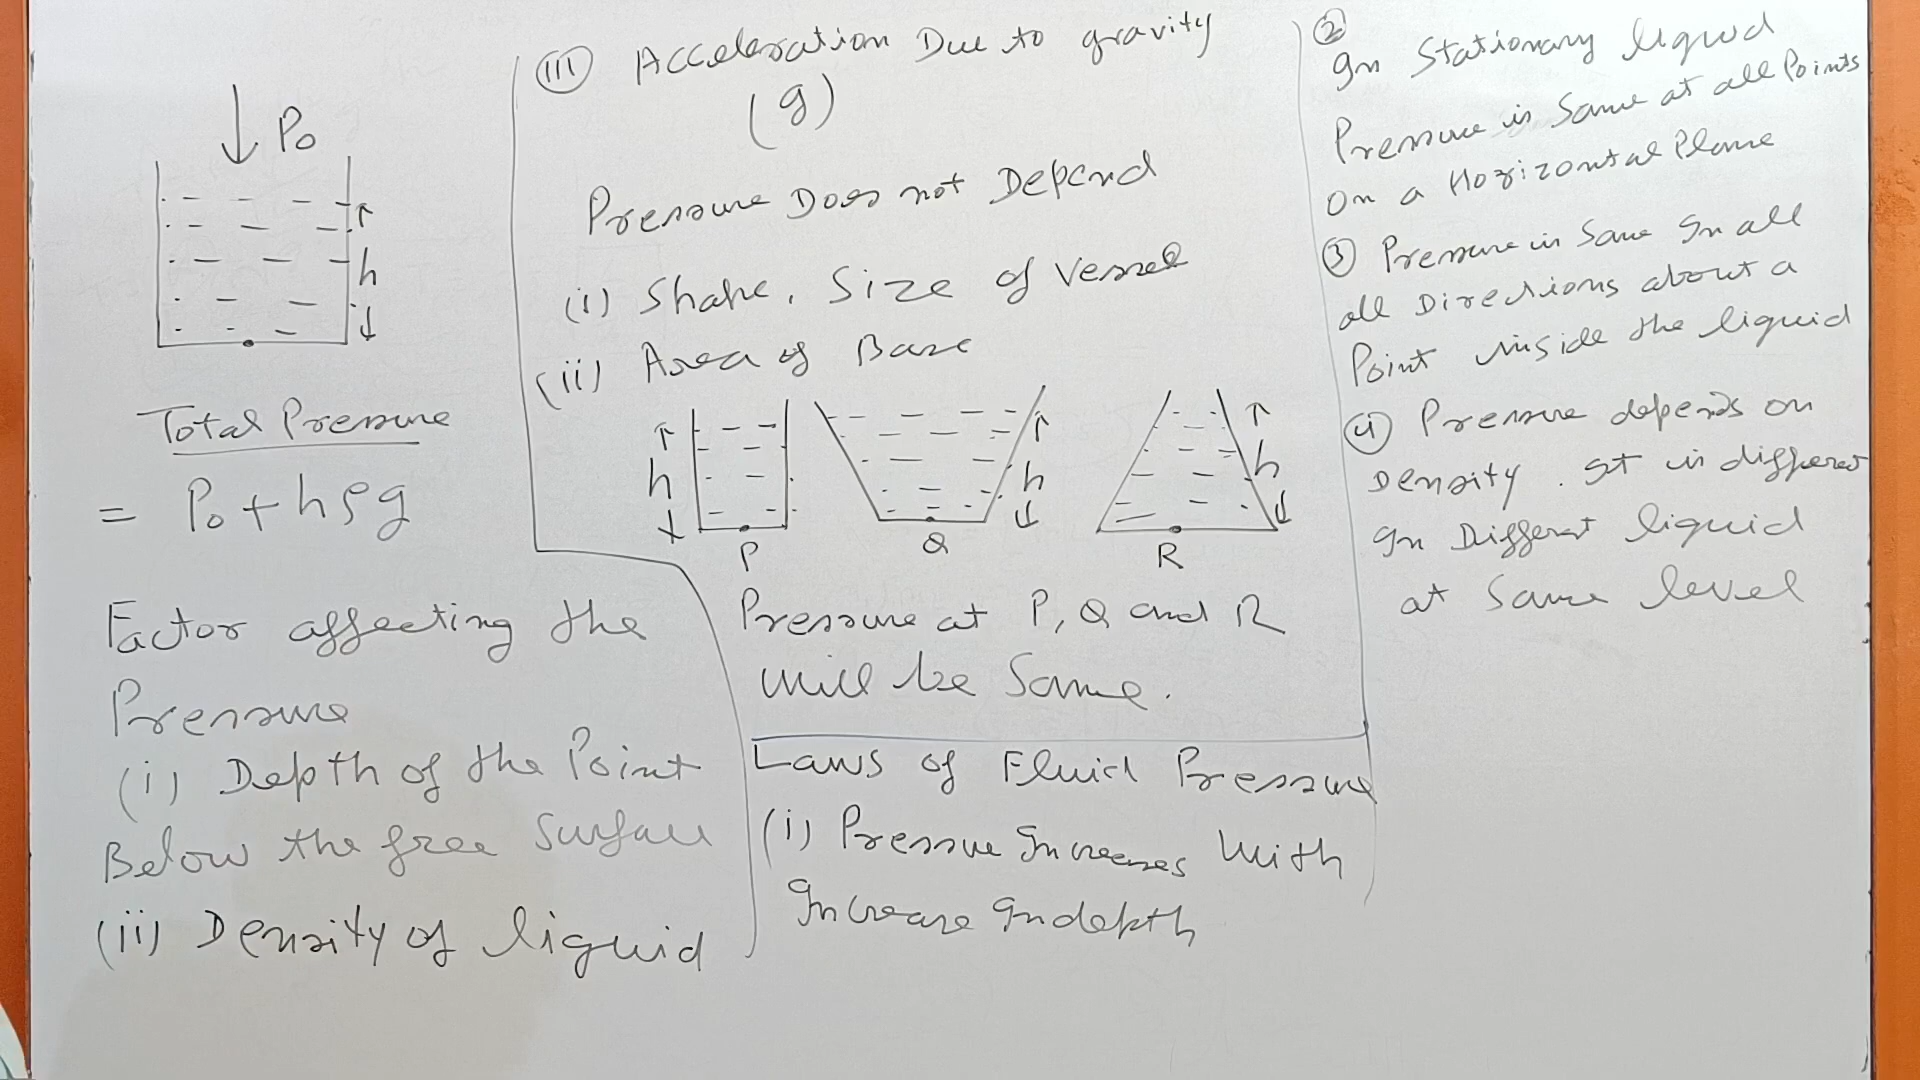 ↓ P₀
↑
h
↓
Total Pressure
= P₀ + hρg
Factor affecting the
Pressure
(i) Depth of the Point
Below the free Surface
(ii) Density of liquid
(iii) Acceleration Due to gravity
(g)
Pressure Does not Depend
(i) Shape, Size of Vessel
(ii) Area of Base
↑ h ↓ ↑ h ↓ ↑ h ↓
P Q R
Pressure at P, Q and R
will be Same.
Laws of Fluid Pressure
(i) Pressure Increases With
Increase In depth
②
In Stationary liquid
Pressure is Same at all Points
on a Horizontal Plane
③ Pressure is Same In all
all Directions about a
Point inside the liquid
④ Pressure depends on
Density. It is different
In Different liquid
at Same level